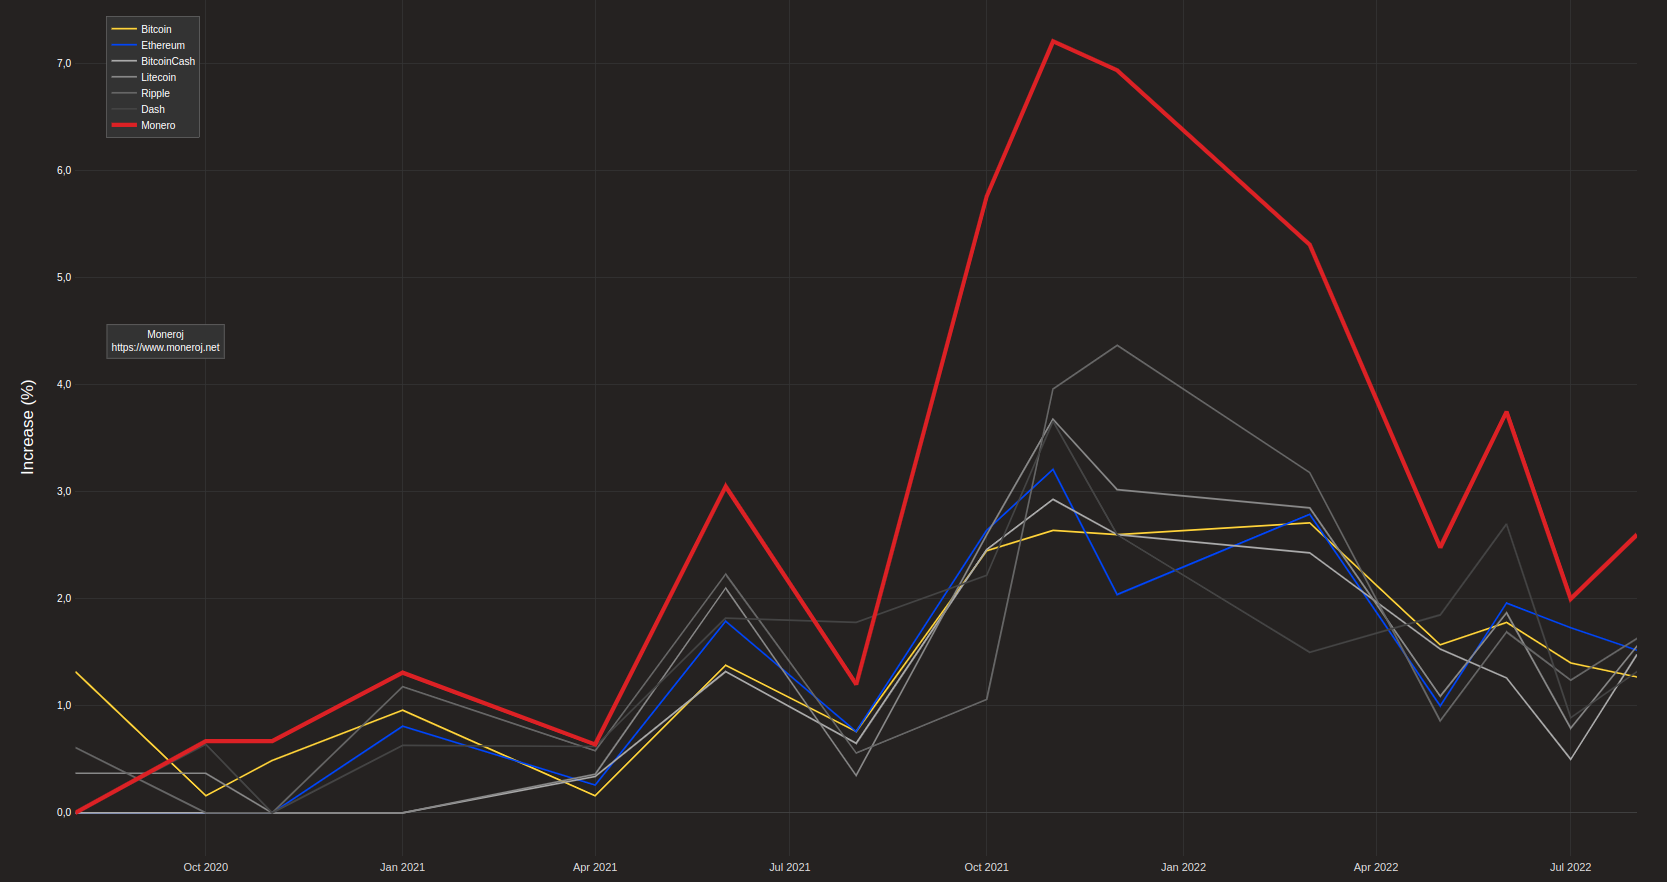 Bitcoin
Ethereum
BitcoinCash
Litecoin
Ripple
Dash
Monero
7,0
6,0
5,0
4,0
3,0
2,0
1,0
0,0
Increase (%)
Moneroj
https://www.moneroj.net
Oct 2020
Jan 2021
Apr 2021
Jul 2021
Oct 2021
Jan 2022
Apr 2022
Jul 2022